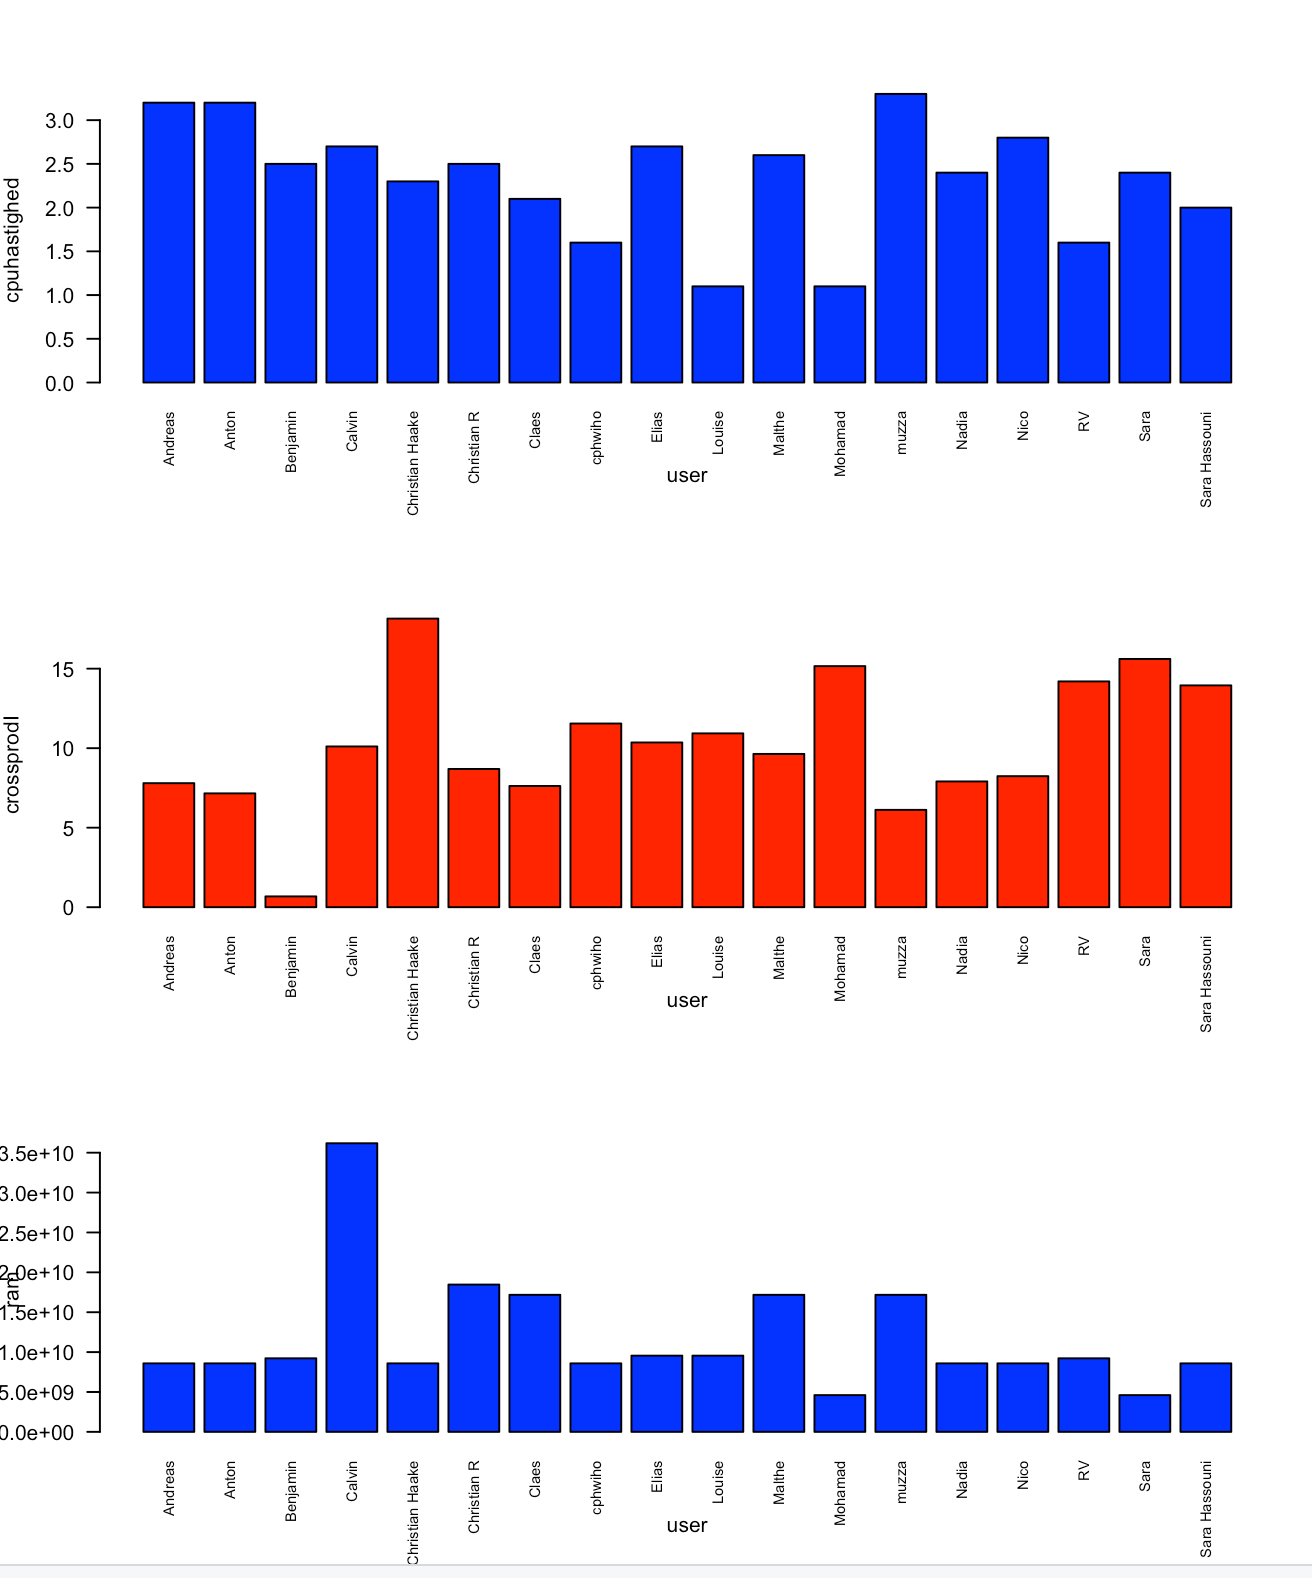 cpuhastighed
3.0
2.5
2.0
1.5
1.0
0.5
0.0
Andreas
Anton
Benjamin
Calvin
Christian Haake
Christian R
Claes
cphwiho
Elias
Louise
Malthe
Mohamad
muzza
Nadia
Nico
RV
Sara
Sara Hassouni
user
crossprodI
15
10
5
0
Andreas
Anton
Benjamin
Calvin
Christian Haake
Christian R
Claes
cphwiho
Elias
Louise
Malthe
Mohamad
muzza
Nadia
Nico
RV
Sara
Sara Hassouni
user
ram
3.5e+10
3.0e+10
2.5e+10
2.0e+10
1.5e+10
1.0e+10
5.0e+09
0.0e+00
Andreas
Anton
Benjamin
Calvin
Christian Haake
Christian R
Claes
cphwiho
Elias
Louise
Malthe
Mohamad
muzza
Nadia
Nico
RV
Sara
Sara Hassouni
user